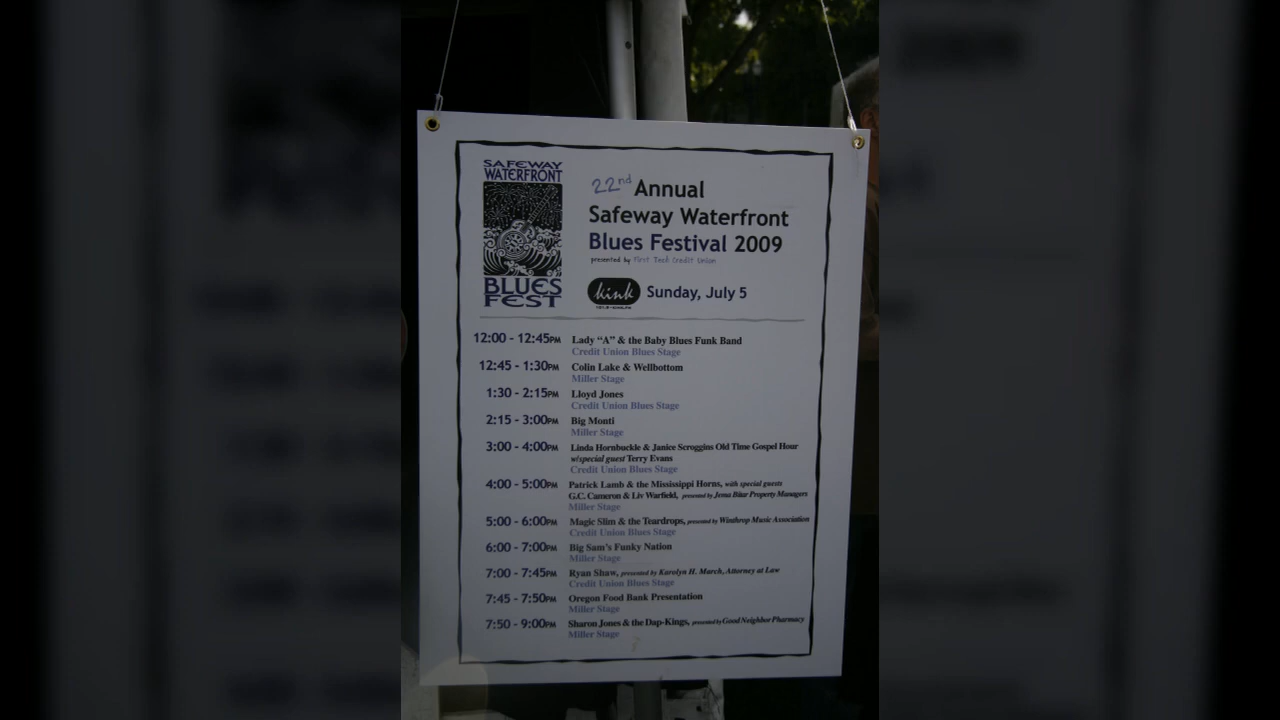 SAFEWAY
WATERFRONT
BLUES
FEST
22nd Annual
Safeway Waterfront
Blues Festival 2009
presented by First Tech Credit Union
kink
Sunday, July 5
12:00 - 12:45PM Lady "A" & the Baby Blues Funk Band
Credit Union Blues Stage
12:45 - 1:30PM Colin Lake & Wellbottom
Miller Stage
1:30 - 2:15PM Lloyd Jones
Credit Union Blues Stage
2:15 - 3:00PM Big Monti
Miller Stage
3:00 - 4:00PM Linda Hornbuckle & Janice Scroggins Old Time Gospel Hour
w/special guest Terry Evans
Credit Union Blues Stage
4:00 - 5:00PM Patrick Lamb & the Mississippi Horns, with special guests
G.C. Cameron & Liv Warfield, presented by Jema Bitar Property Managers
Miller Stage
5:00 - 6:00PM Magic Slim & the Teardrops, presented by Winthrop Music Association
Credit Union Blues Stage
6:00 - 7:00PM Big Sam's Funky Nation
Miller Stage
7:00 - 7:45PM Ryan Shaw, presented by Karolyn H. March, Attorney at Law
Credit Union Blues Stage
7:45 - 7:50PM Oregon Food Bank Presentation
Miller Stage
7:50 - 9:00PM Sharon Jones & the Dap-Kings, presented by Good Neighbor Pharmacy
Miller Stage